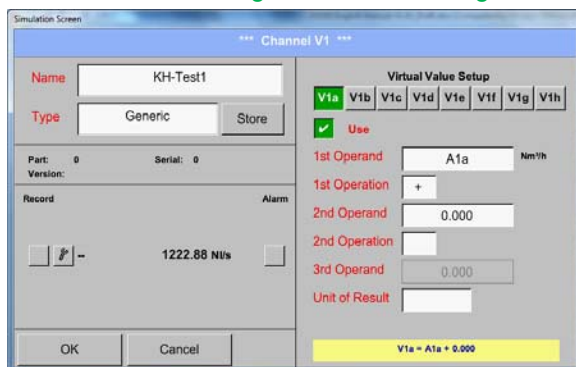 Simulation Screen
*** Channel V1 ***
Name KH-Test1
Type Generic Store
Part: 0 Serial: 0
Version:
Record Alarm
-- 1222.88 Nl/s
OK Cancel
Virtual Value Setup
V1a V1b V1c V1d V1e V1f V1g V1h
Use
1st Operand A1a Nm³/h
1st Operation +
2nd Operand 0.000
2nd Operation
3rd Operand 0.000
Unit of Result
V1a = A1a + 0.000